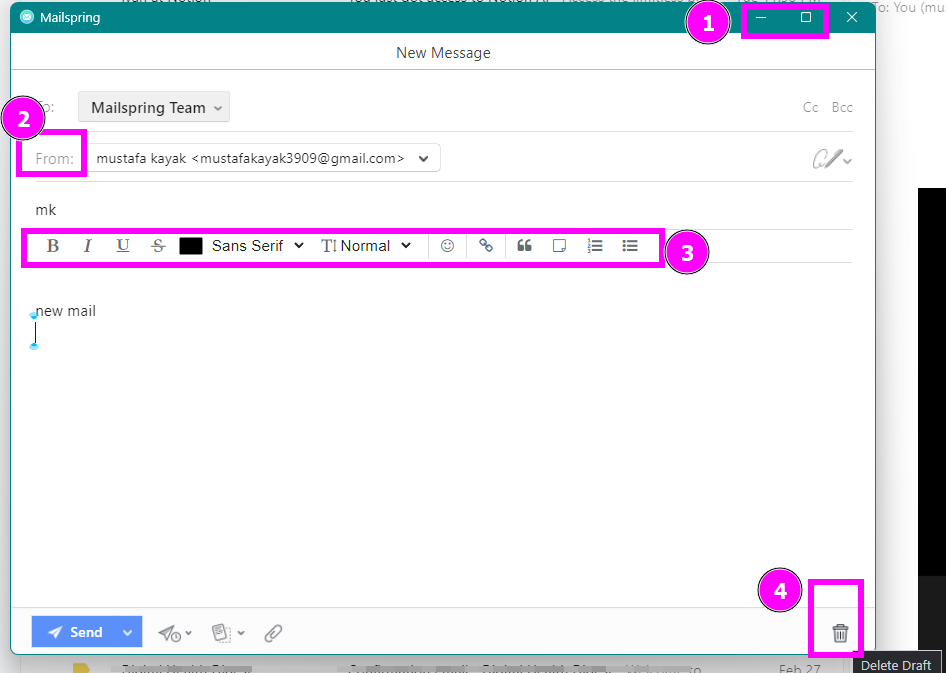 Mailspring
1
To: You (mu
New Message
To:
Mailspring Team
Cc Bcc
2
From:
mustafa kayak <mustafakayak3909@gmail.com>
mk
B I U S Sans Serif TI Normal
3
new mail
4
Send
Feb 27
Delete Draft